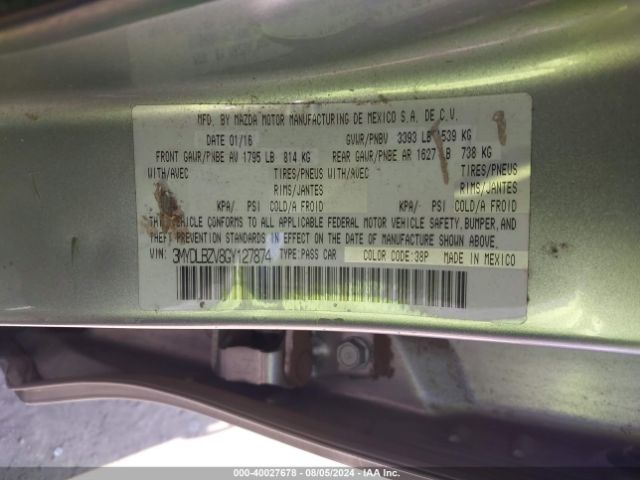 MFD. BY MAZDA MOTOR MANUFACTURING DE MEXICO S.A. DE C.V.
DATE 01/16 GVWR/PNBV 3393 LB 1539 KG
FRONT GAWR/PNBE AV 1795 LB 814 KG REAR GAWR/PNBE AR 1627 LB 738 KG
WITH/AVEC TIRES/PNEUS WITH/AVEC TIRES/PNEUS
RIMS/JANTES RIMS/JANTES
KPA/ PSI COLD/A FROID KPA/ PSI COLD/A FROID
THIS VEHICLE CONFORMS TO ALL APPLICABLE FEDERAL MOTOR VEHICLE SAFETY, BUMPER, AND
THEFT PREVENTION STANDARDS IN EFFECT ON THE DATE OF MANUFACTURE SHOWN ABOVE.
VIN: 3MYDLBZV8GY127874 TYPE:PASS CAR COLOR CODE:38P MADE IN MEXICO
000-40027678 - 08/05/2024 - IAA Inc.